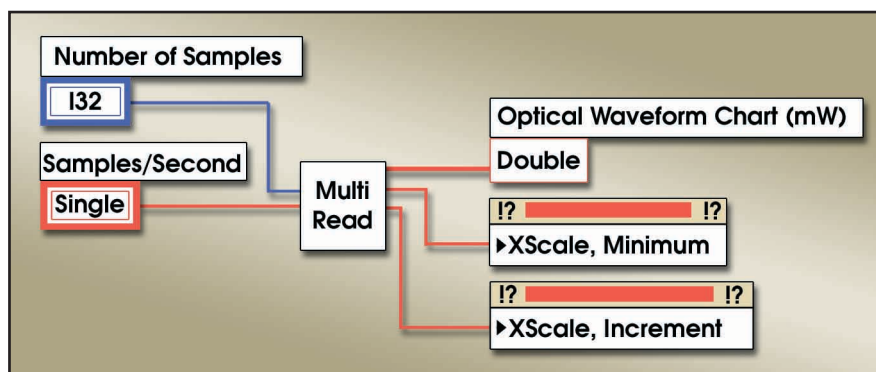 Number of Samples
I32
Samples/Second
Single
Multi
Read
Optical Waveform Chart (mW)
Double
!? !?
XScale, Minimum
!? !?
XScale, Increment